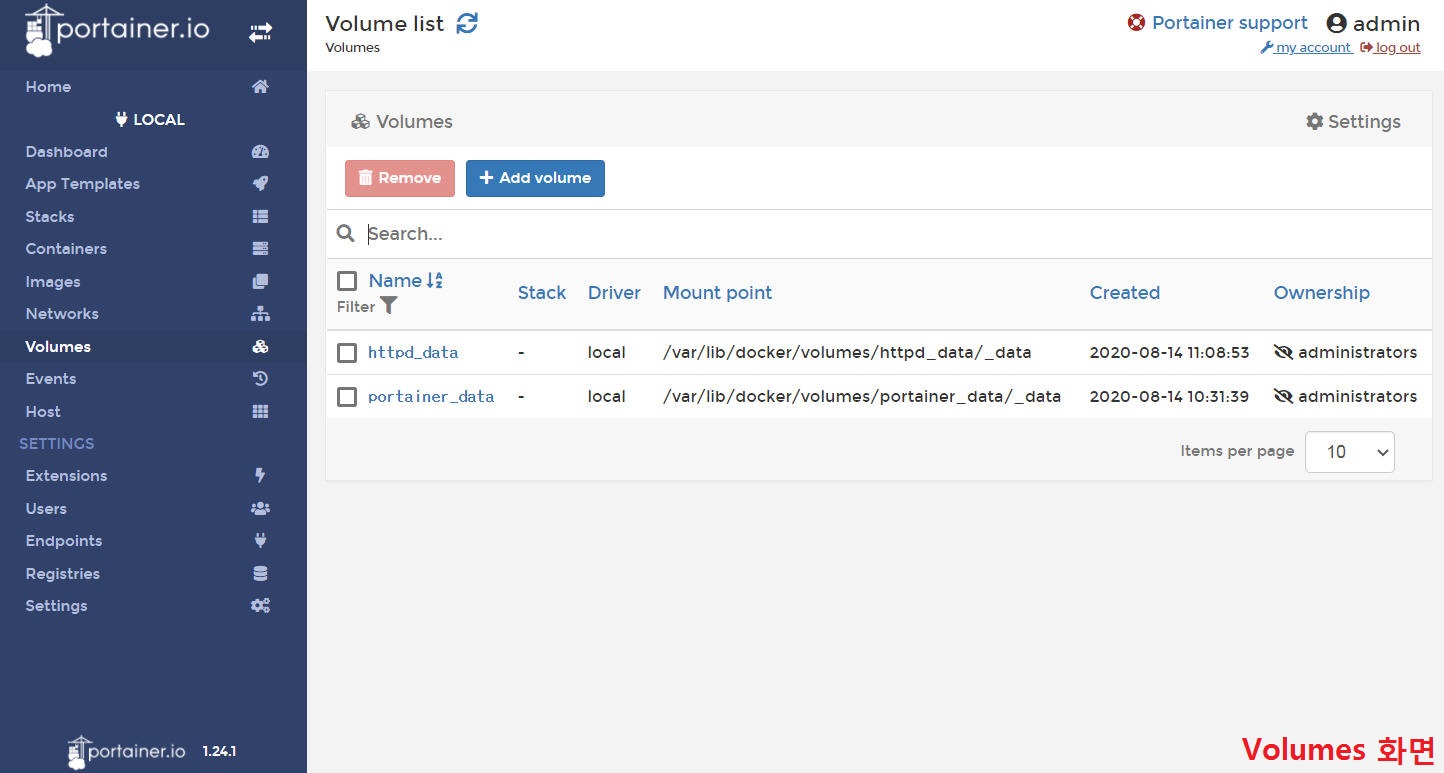 portainer.io
Home
LOCAL
Dashboard
App Templates
Stacks
Containers
Images
Networks
Volumes
Events
Host
SETTINGS
Extensions
Users
Endpoints
Registries
Settings
portainer.io 1.24.1
Volume list
Volumes
Portainer support admin
my account log out
Volumes Settings
Remove Add volume
Search...
Name Stack Driver Mount point Created Ownership
Filter
httpd_data - local /var/lib/docker/volumes/httpd_data/_data 2020-08-14 11:08:53 administrators
portainer_data - local /var/lib/docker/volumes/portainer_data/_data 2020-08-14 10:31:39 administrators
Items per page 10
Volumes 화면